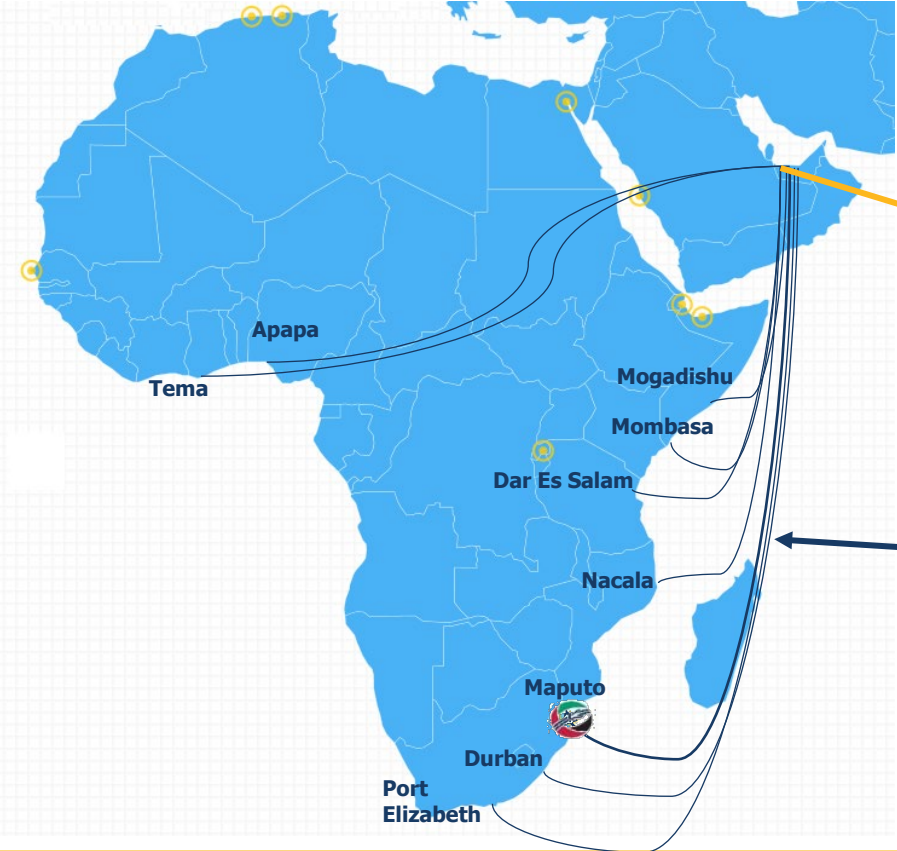 Apapa
Tema
Mogadishu
Mombasa
Dar Es Salam
Nacala
Maputo
Durban
Port
Elizabeth